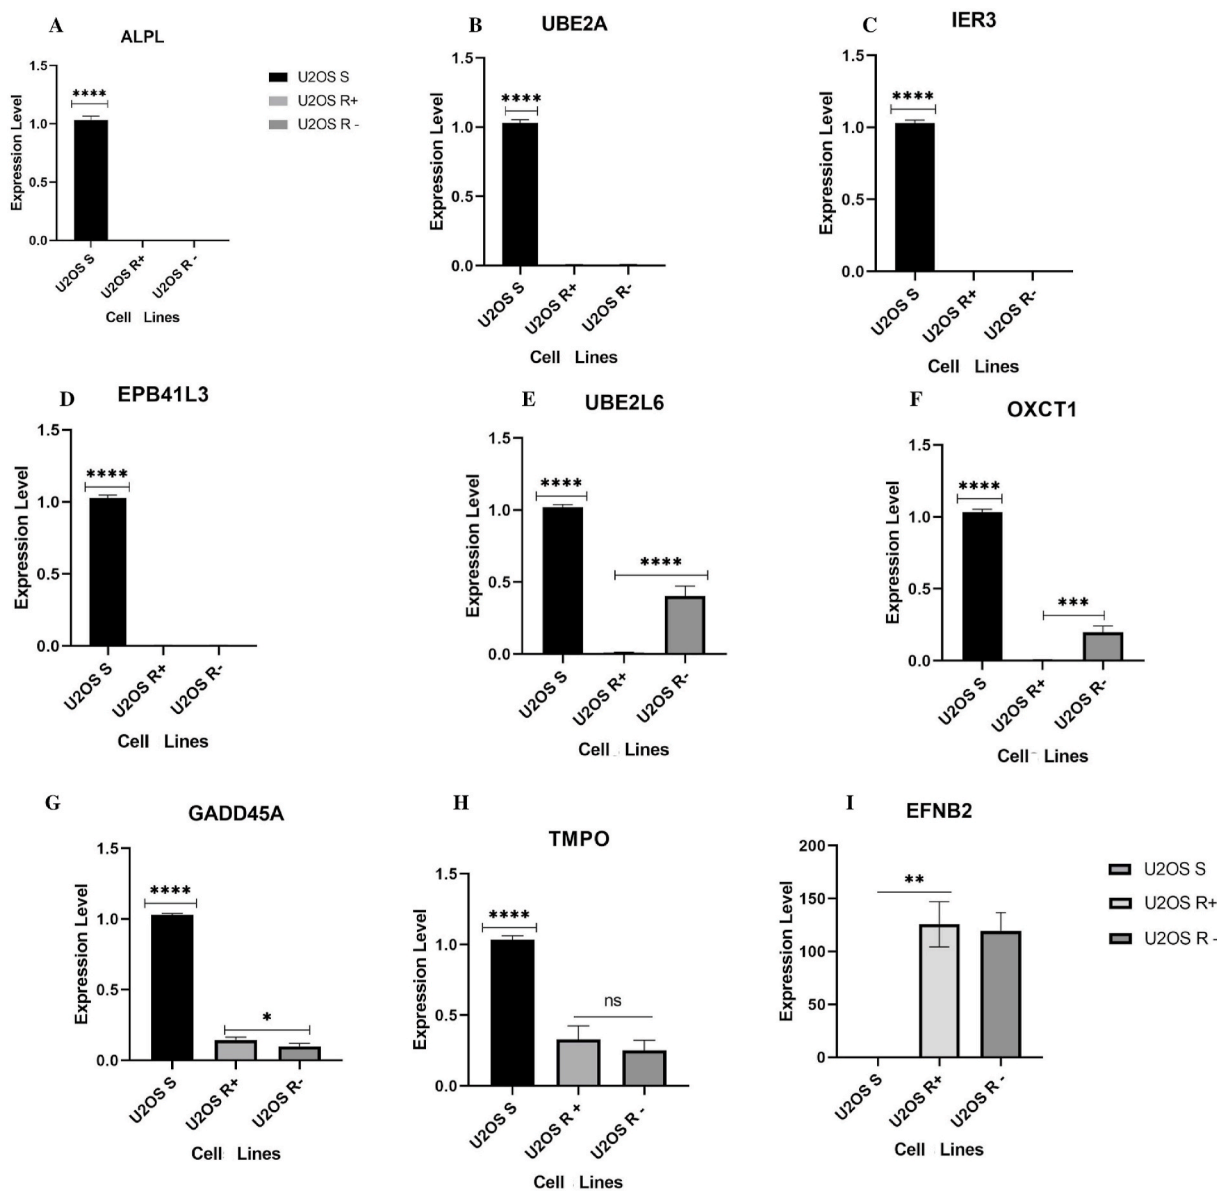 A
ALPL
1.5
1.0
0.5
0.0
Expression Level
****
U2OS S
U2OS R+
U2OS R -
Cell Lines
U2OS S
U2OS R+
U2OS R -
B
UBE2A
1.5
1.0
0.5
0.0
Expression Level
****
U2OS S
U2OS R+
U2OS R-
Cell Lines
C
IER3
1.5
1.0
0.5
0.0
Expression Level
****
U2OS S
U2OS R+
U2OS R-
Cell Lines
D
EPB41L3
1.5
1.0
0.5
0.0
Expression Level
****
U2OS S
U2OS R+
U2OS R-
Cell Lines
E
UBE2L6
1.5
1.0
0.5
0.0
Expression Level
****
****
U2OS S
U2OS R+
U2OS R-
Cell Lines
F
OXCT1
1.5
1.0
0.5
0.0
Expression Level
****
***
U2OS S
U2OS R+
U2OS R-
Cell Lines
G
GADD45A
1.5
1.0
0.5
0.0
Expression Level
****
*
U2OS S
U2OS R+
U2OS R-
Cell Lines
H
TMPO
1.5
1.0
0.5
0.0
Expression Level
****
ns
U2OS S
U2OS R +
U2OS R -
Cell Lines
I
EFNB2
200
150
100
50
0
Expression Level
**
U2OS S
U2OS R+
U2OS R -
Cell Lines
U2OS S
U2OS R+
U2OS R -